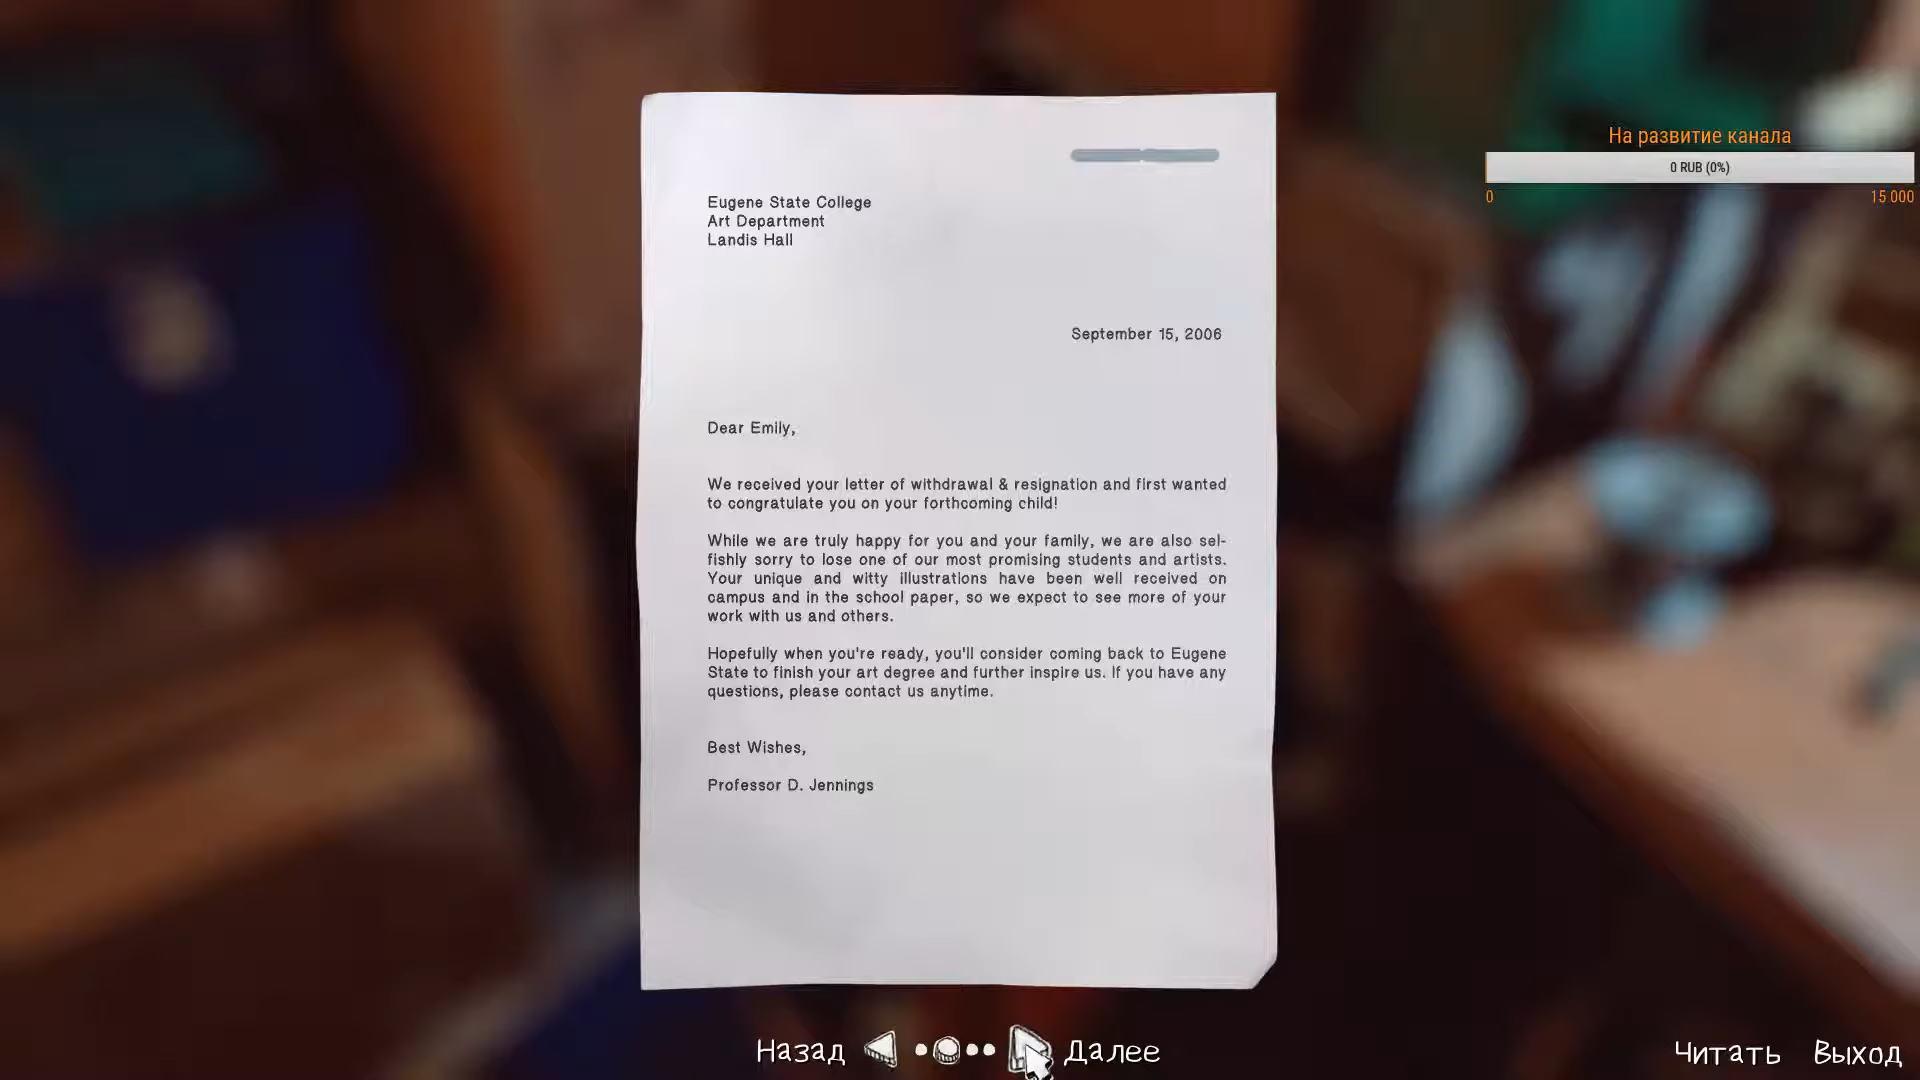 Eugene State College
Art Department
Landis Hall
September 15, 2006
Dear Emily,
We received your letter of withdrawal & resignation and first wanted
to congratulate you on your forthcoming child!
While we are truly happy for you and your family, we are also sel-
fishly sorry to lose one of our most promising students and artists.
Your unique and witty illustrations have been well received on
campus and in the school paper, so we expect to see more of your
work with us and others.
Hopefully when you're ready, you'll consider coming back to Eugene
State to finish your art degree and further inspire us. If you have any
questions, please contact us anytime.
Best Wishes,
Professor D. Jennings
На развитие канала
0 RUB (0%)
0 15 000
Назад Далее
Читать Выход